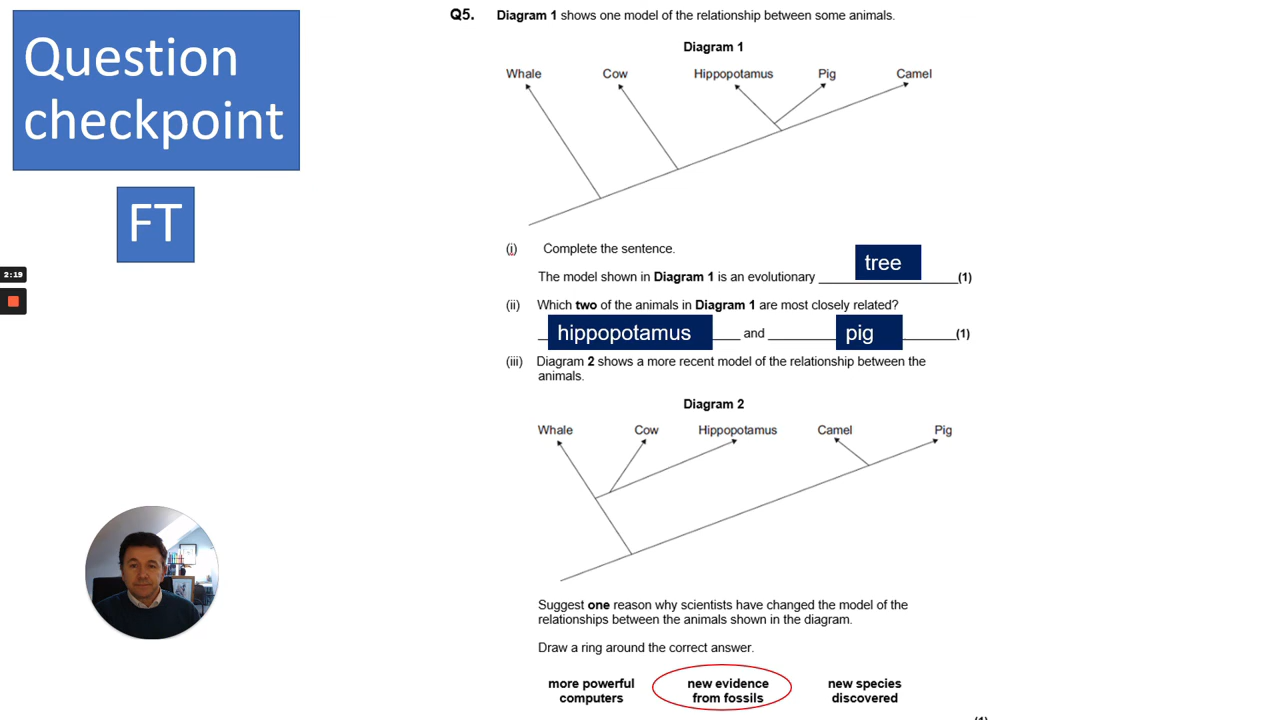 Question
checkpoint
FT
2:19
Q5. Diagram 1 shows one model of the relationship between some animals.
Diagram 1
Whale Cow Hippopotamus Pig Camel
(i) Complete the sentence.
The model shown in Diagram 1 is an evolutionary tree (1)
(ii) Which two of the animals in Diagram 1 are most closely related?
hippopotamus and pig (1)
(iii) Diagram 2 shows a more recent model of the relationship between the
animals.
Diagram 2
Whale Cow Hippopotamus Camel Pig
Suggest one reason why scientists have changed the model of the
relationships between the animals shown in the diagram.
Draw a ring around the correct answer.
more powerful new evidence new species
computers from fossils discovered